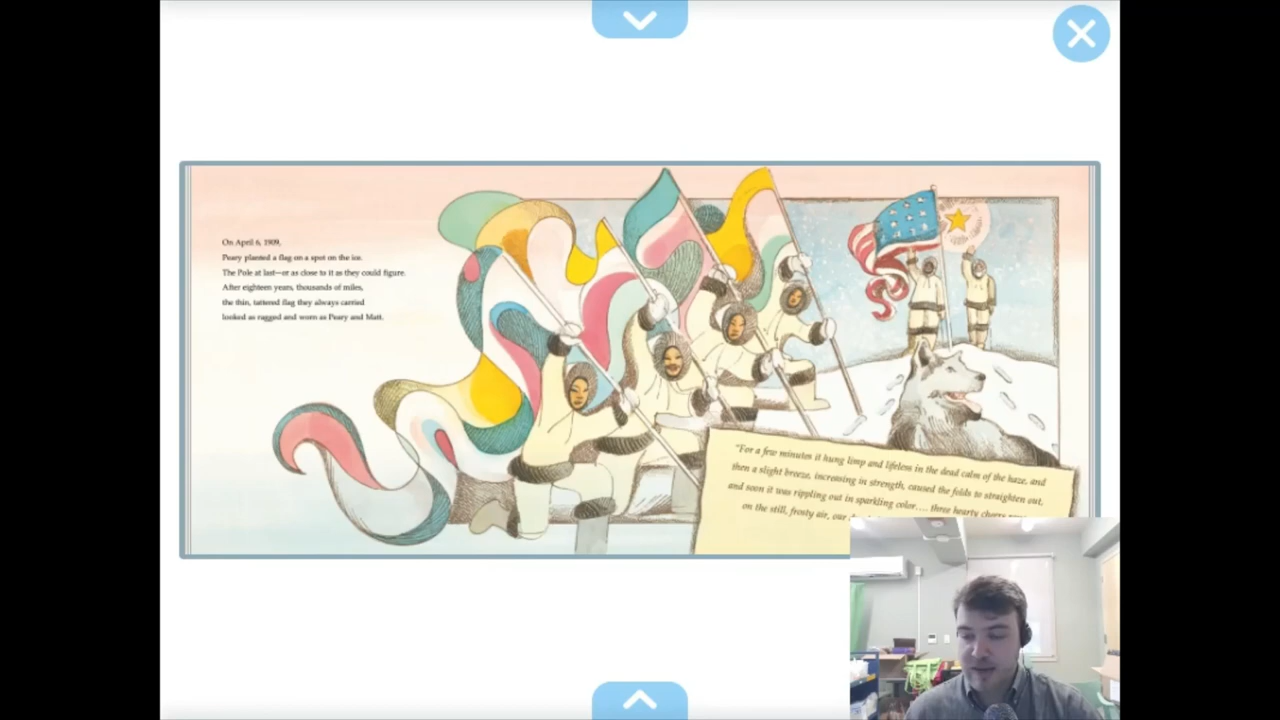 On April 6, 1909,
Peary planted a flag on a spot on the ice.
The Pole at last—or as close to it as they could figure.
After eighteen years, thousands of miles,
the thin, tattered flag they always carried
looked as ragged and worn as Peary and Matt.
"For a few minutes it hung limp and lifeless in the dead calm of the haze, and
then a slight breeze, increasing in strength, caused the folds to straighten out,
and soon it was rippling out in sparkling color.... three hearty cheers
on the still, frosty air, our